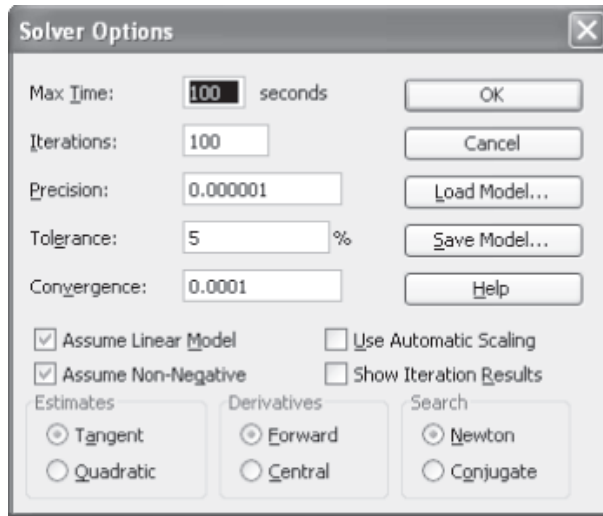 Solver Options
Max Time: 100 seconds
OK
Iterations: 100
Cancel
Precision: 0.000001
Load Model...
Tolerance: 5 %
Save Model...
Convergence: 0.0001
Help
Assume Linear Model
Use Automatic Scaling
Assume Non-Negative
Show Iteration Results
Estimates
Derivatives
Search
Tangent
Forward
Newton
Quadratic
Central
Conjugate